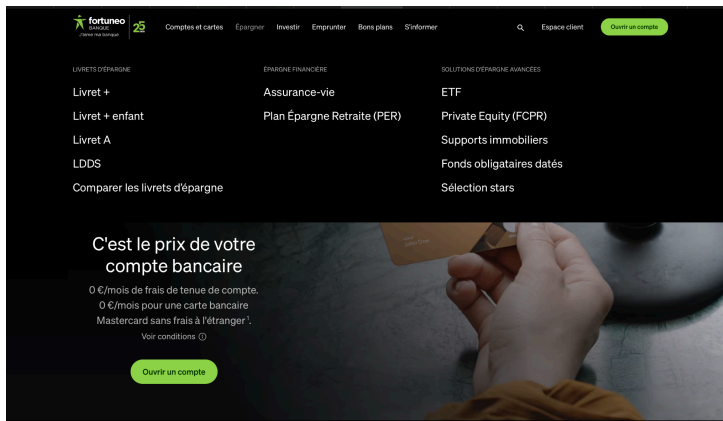 fortuneo
BANQUE
J'aime ma banque
25
Comptes et cartes
Épargner
Investir
Emprunter
Bons plans
S'informer
Espace client
Ouvrir un compte
LIVRETS D'ÉPARGNE
Livret +
Livret + enfant
Livret A
LDDS
Comparer les livrets d'épargne
ÉPARGNE FINANCIÈRE
Assurance-vie
Plan Épargne Retraite (PER)
SOLUTIONS D'ÉPARGNE AVANCÉES
ETF
Private Equity (FCPR)
Supports immobiliers
Fonds obligataires datés
Sélection stars
C'est le prix de votre
compte bancaire
0 €/mois de frais de tenue de compte.
0 €/mois pour une carte bancaire
Mastercard sans frais à l'étranger ¹.
Voir conditions ⓘ
Ouvrir un compte